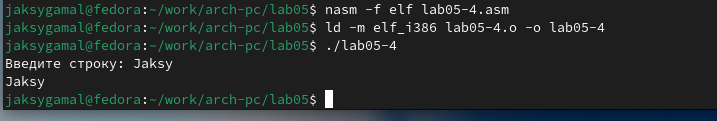 jaksygamal@fedora:~/work/arch-pc/lab05$ nasm -f elf lab05-4.asm
jaksygamal@fedora:~/work/arch-pc/lab05$ ld -m elf_i386 lab05-4.o -o lab05-4
jaksygamal@fedora:~/work/arch-pc/lab05$ ./lab05-4
Введите строку: Jaksy
Jaksy
jaksygamal@fedora:~/work/arch-pc/lab05$